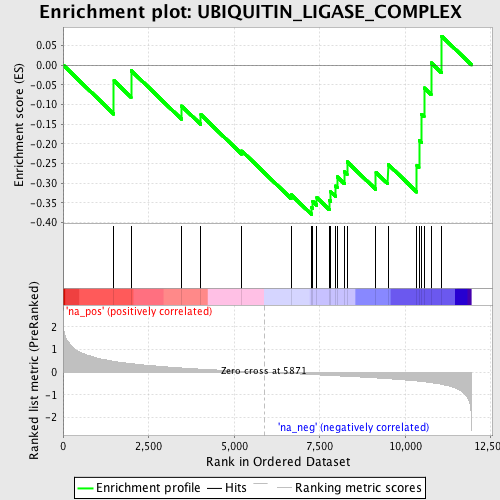 Enrichment plot: UBIQUITIN_LIGASE_COMPLEX
Enrichment score (ES)
0.05
0.00
-0.05
-0.10
-0.15
-0.20
-0.25
-0.30
-0.35
-0.40
'na_pos' (positively correlated)
Ranked list metric (PreRanked)
2
1
0
-1
-2
Zero cross at 5871
'na_neg' (negatively correlated)
0
2,500
5,000
7,500
10,000
12,500
Rank in Ordered Dataset
Enrichment profile
Hits
Ranking metric scores